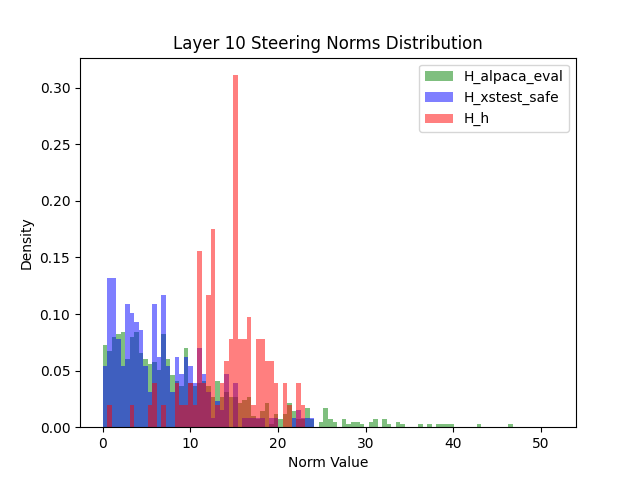 Layer 10 Steering Norms Distribution
H_alpaca_eval
H_xstest_safe
H_h
0.30
0.25
0.20
0.15
0.10
0.05
0.00
Density
0
10
20
30
40
50
Norm Value